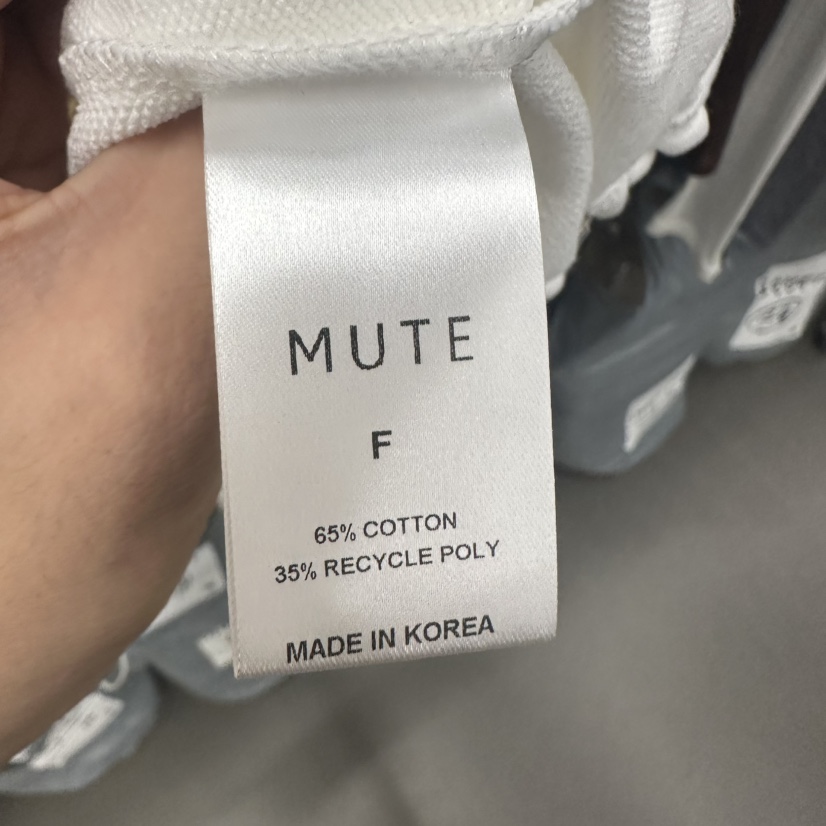 MUTE
F
65% COTTON
35% RECYCLE POLY
MADE IN KOREA